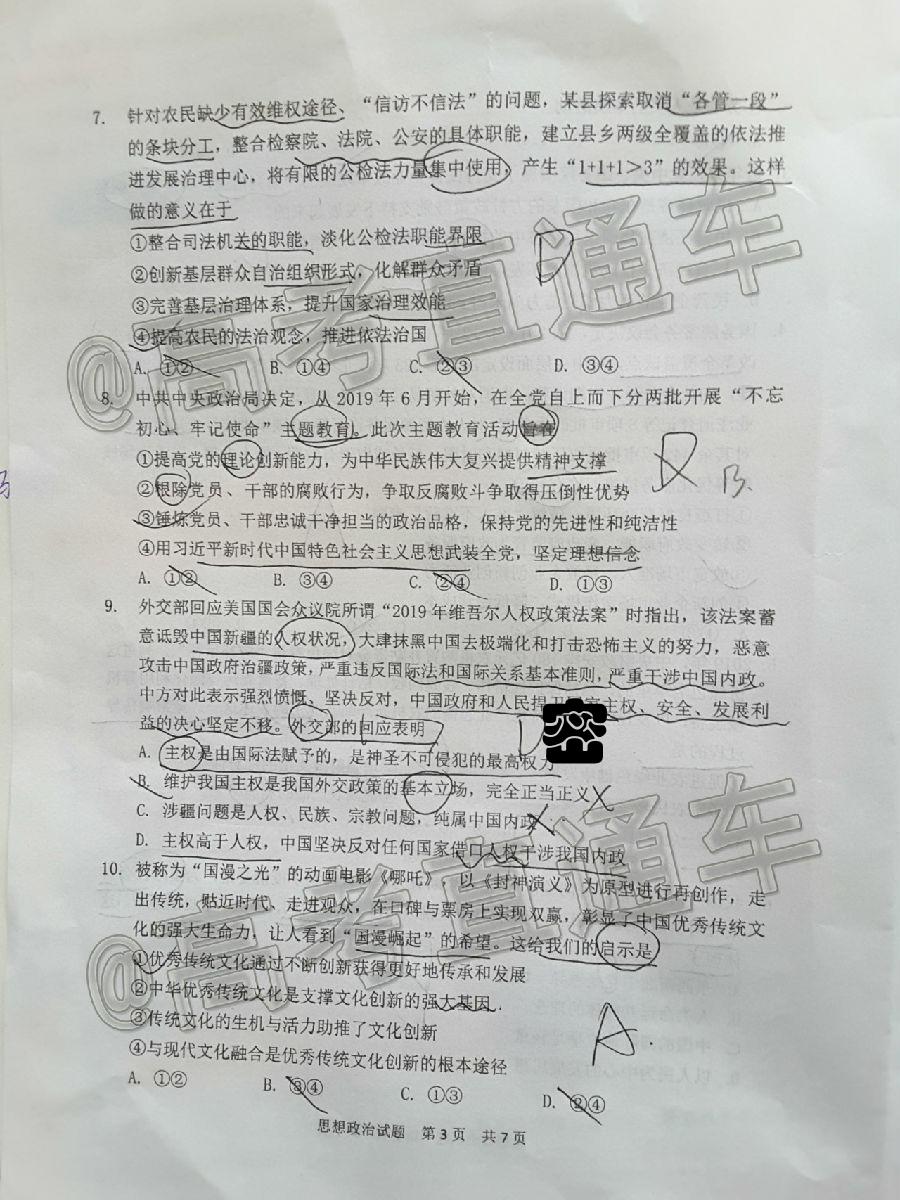 7. 针对农民缺少有效维权途径、“信访不信法”的问题，某县探索取消“各管一段”
的条块分工，整合检察院、法院、公安的具体职能，建立县乡两级全覆盖的依法推
进发展治理中心，将有限的公检法力量集中使用，产生“1+1+1>3”的效果。这样
做的意义在于
①整合司法机关的职能，淡化公检法职能界限
②创新基层群众自治组织形式，化解群众矛盾
③完善基层治理体系，提升国家治理效能
④提高农民的法治观念，推进依法治国
A. ①② B. ①④ C. ②③ D. ③④
D
8. 中共中央政治局决定，从 2019 年 6 月开始，在全党自上而下分两批开展“不忘
初心、牢记使命”主题教育。此次主题教育活动旨在
①提高党的理论创新能力，为中华民族伟大复兴提供精神支撑
②根除党员、干部的腐败行为，争取反腐败斗争取得压倒性优势
③锤炼党员、干部忠诚干净担当的政治品格，保持党的先进性和纯洁性
④用习近平新时代中国特色社会主义思想武装全党，坚定理想信念
A. ①② B. ③④ C. ②④ D. ①③
B.
9. 外交部回应美国国会众议院所谓“2019 年维吾尔人权政策法案”时指出，该法案蓄
意诋毁中国新疆的人权状况，大肆抹黑中国去极端化和打击恐怖主义的努力，恶意
攻击中国政府治疆政策，严重违反国际法和国际关系基本准则，严重干涉中国内政。
中方对此表示强烈愤慨、坚决反对，中国政府和人民捍卫主权、安全、发展利
益的决心坚定不移。外交部的回应表明
D
A. 主权是由国际法赋予的，是神圣不可侵犯的最高权力
B. 维护我国主权是我国外交政策的基本立场，完全正当正义
C. 涉疆问题是人权、民族、宗教问题，纯属中国内政
D. 主权高于人权，中国坚决反对任何国家借口人权干涉我国内政
10. 被称为“国漫之光”的动画电影《哪吒》，以《封神演义》为原型进行再创作，走
出传统，贴近时代、走进观众，在口碑与票房上实现双赢，彰显了中国优秀传统文
化的强大生命力，让人看到“国漫崛起”的希望。这给我们的启示是
①优秀传统文化通过不断创新获得更好地传承和发展
②中华优秀传统文化是支撑文化创新的强大基因
③传统文化的生机与活力助推了文化创新
④与现代文化融合是优秀传统文化创新的根本途径
A. ①② B. ③④ C. ①③ D. ②④
A
思想政治试题 第 3 页 共 7 页
@高考直通车
@高考直通车